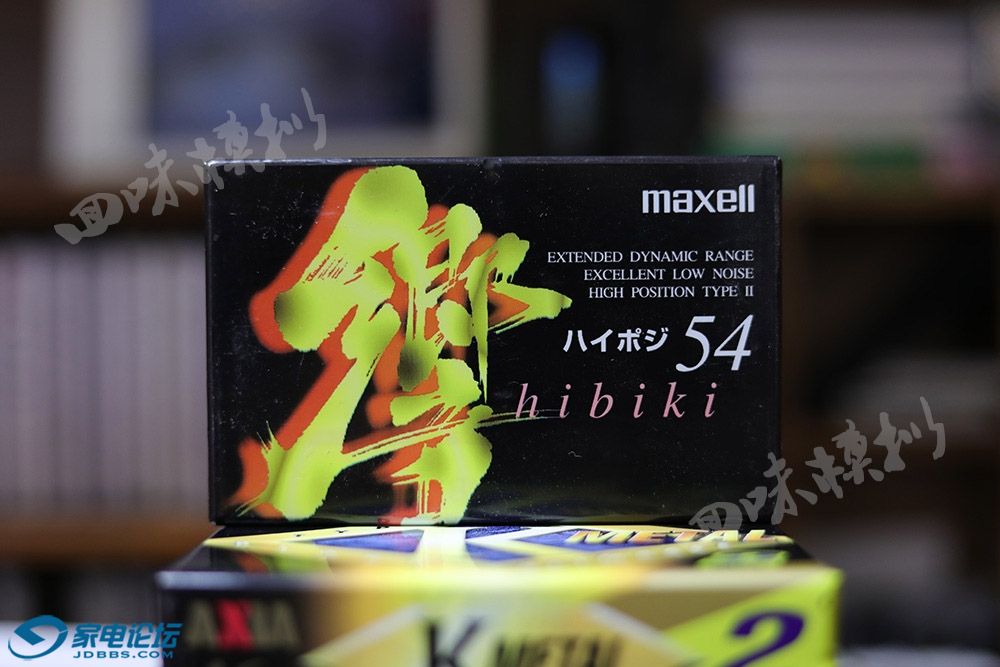 maxell
EXTENDED DYNAMIC RANGE
EXCELLENT LOW NOISE
HIGH POSITION TYPE II
ハイポジ 54
hibiki
響
METAL
AXIA
K METAL
2
家电论坛
JDBBS.COM